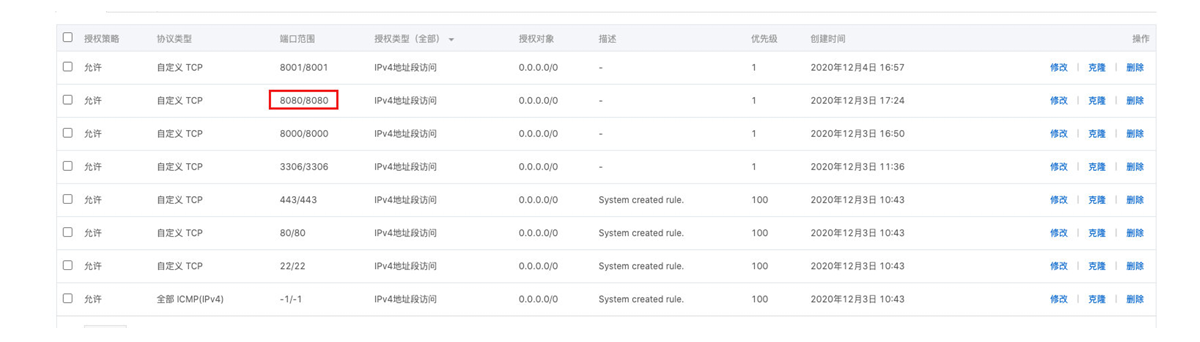 授权策略 协议类型 端口范围 授权类型（全部） 授权对象 描述 优先级 创建时间 操作
允许 自定义 TCP 8001/8001 IPv4地址段访问 0.0.0.0/0 - 1 2020年12月4日 16:57 修改 | 克隆 | 删除
允许 自定义 TCP 8080/8080 IPv4地址段访问 0.0.0.0/0 - 1 2020年12月3日 17:24 修改 | 克隆 | 删除
允许 自定义 TCP 8000/8000 IPv4地址段访问 0.0.0.0/0 - 1 2020年12月3日 16:50 修改 | 克隆 | 删除
允许 自定义 TCP 3306/3306 IPv4地址段访问 0.0.0.0/0 - 1 2020年12月3日 11:36 修改 | 克隆 | 删除
允许 自定义 TCP 443/443 IPv4地址段访问 0.0.0.0/0 System created rule. 100 2020年12月3日 10:43 修改 | 克隆 | 删除
允许 自定义 TCP 80/80 IPv4地址段访问 0.0.0.0/0 System created rule. 100 2020年12月3日 10:43 修改 | 克隆 | 删除
允许 自定义 TCP 22/22 IPv4地址段访问 0.0.0.0/0 System created rule. 100 2020年12月3日 10:43 修改 | 克隆 | 删除
允许 全部 ICMP(IPv4) -1/-1 IPv4地址段访问 0.0.0.0/0 System created rule. 100 2020年12月3日 10:43 修改 | 克隆 | 删除